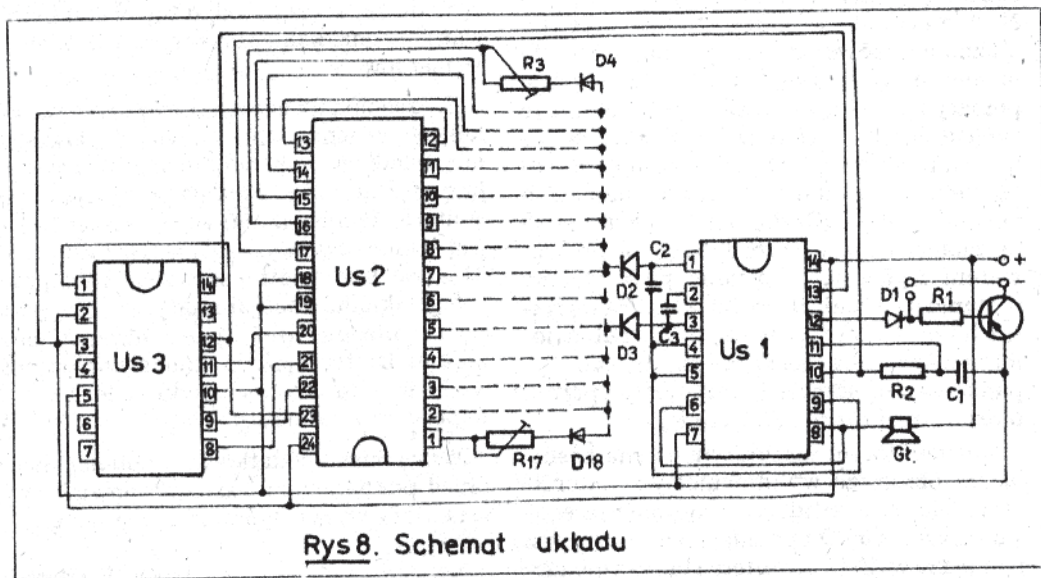 R3 D4
13 12
14 11
15 10
16 9
17 8
18 7
19 6
20 5
21 4
22 3
23 2
24 1
Us 2
R17 D18
1 14
2 13
3 12
4 11
5 10
6 9
7 8
Us 3
D2
D3
C2
C3
1 14
2 13
3 12
4 11
5 10
6 9
7 8
Us 1
+
-
D1 R1
R2 C1
Gł.
Rys 8. Schemat układu